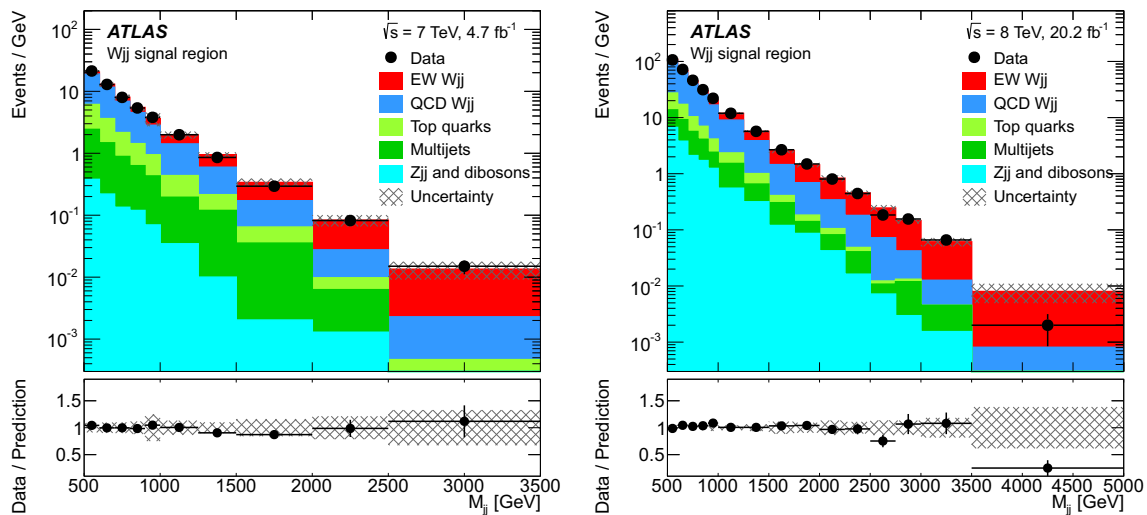 ATLAS
Wjj signal region
√s = 7 TeV, 4.7 fb⁻¹
Data
EW Wjj
QCD Wjj
Top quarks
Multijets
Zjj and dibosons
Uncertainty
Events / GeV
10²
10
1
10⁻¹
10⁻²
10⁻³
Data / Prediction
1.5
1
0.5
500 1000 1500 2000 2500 3000 3500
M_jj [GeV]
ATLAS
Wjj signal region
√s = 8 TeV, 20.2 fb⁻¹
Data
EW Wjj
QCD Wjj
Top quarks
Multijets
Zjj and dibosons
Uncertainty
Events / GeV
10²
10
1
10⁻¹
10⁻²
10⁻³
Data / Prediction
1.5
1
0.5
500 1000 1500 2000 2500 3000 3500 4000 4500 5000
M_jj [GeV]